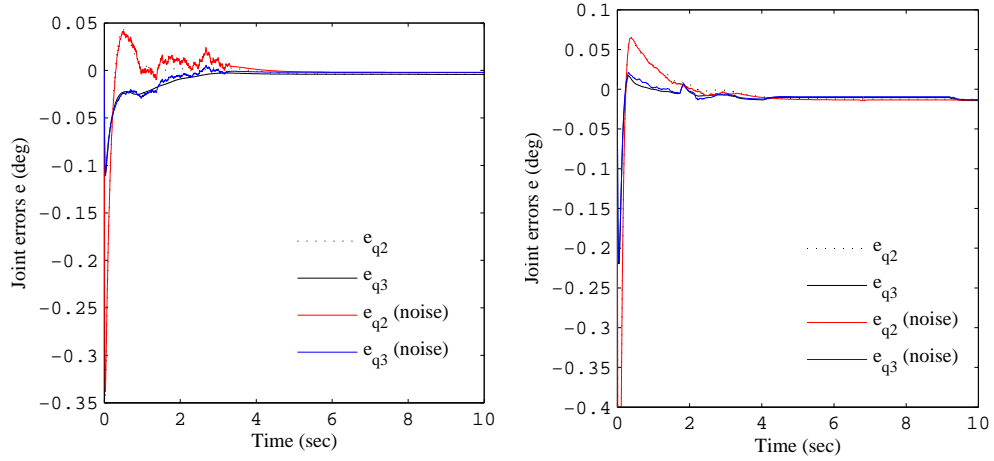 0.05
0
−0.05
−0.1
−0.15
−0.2
−0.25
−0.3
−0.35
Joint errors e (deg)
0 2 4 6 8 10
Time (sec)
e_q2
e_q3
e_q2 (noise)
e_q3 (noise)
0.1
0.05
0
−0.05
−0.1
−0.15
−0.2
−0.25
−0.3
−0.35
−0.4
Joint errors e (deg)
0 2 4 6 8 10
Time (sec)
e_q2
e_q3
e_q2 (noise)
e_q3 (noise)